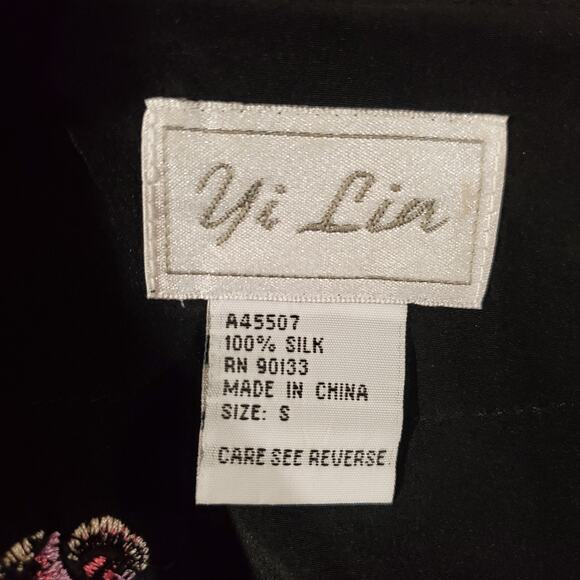 Yi Lin
A45507
100% SILK
RN 90133
MADE IN CHINA
SIZE: S
CARE SEE REVERSE